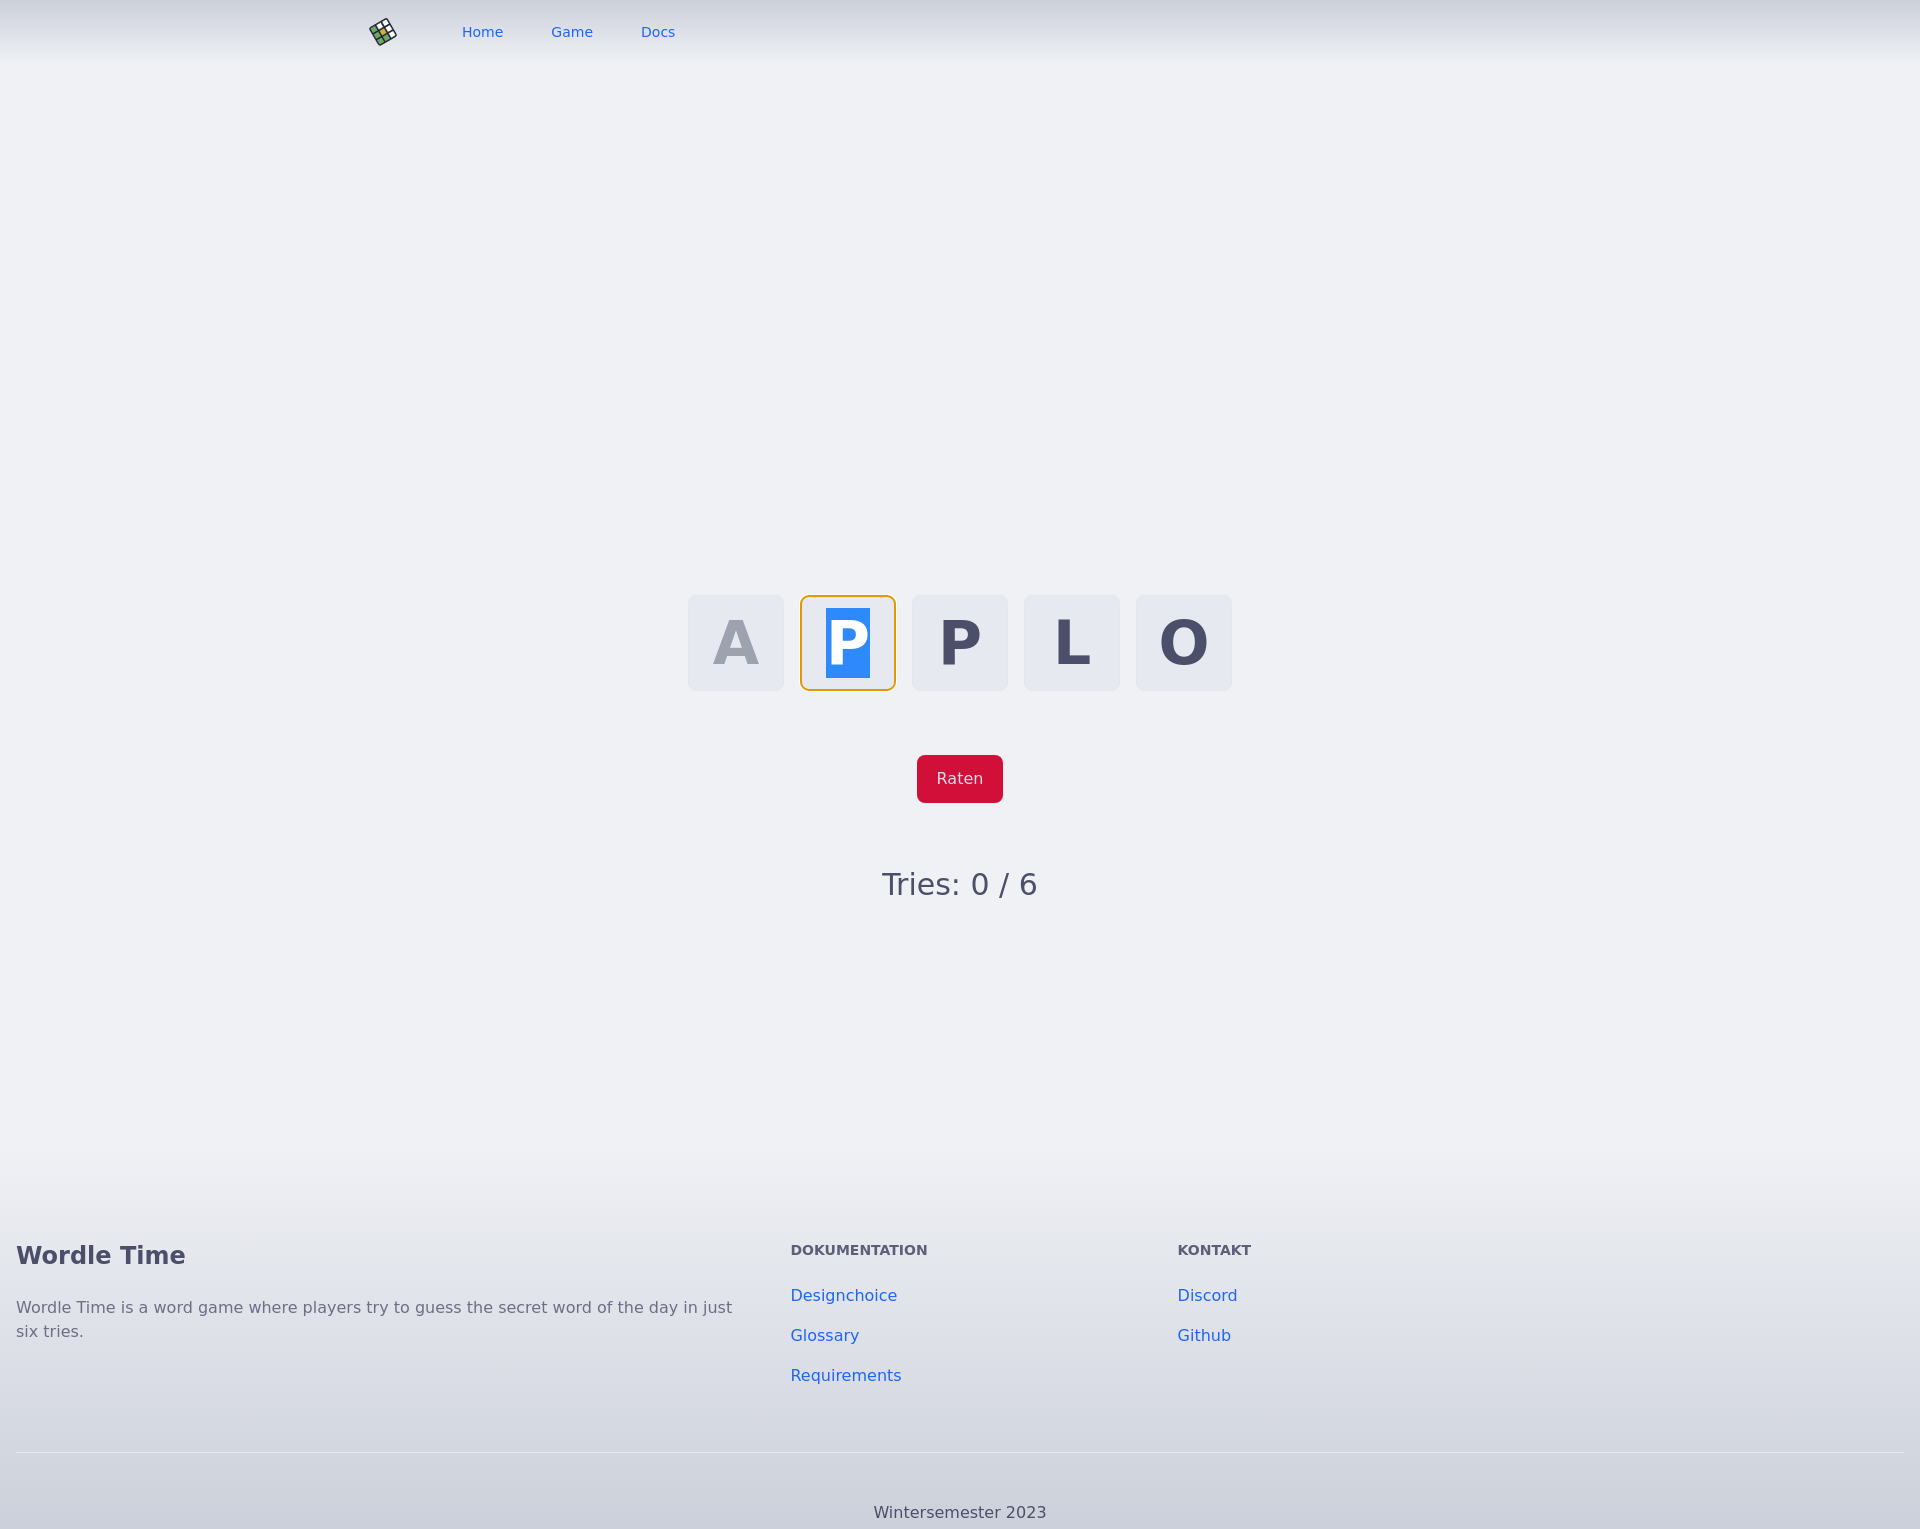 Home Game Docs
A P P L O
Raten
Tries: 0 / 6
Wordle Time
Wordle Time is a word game where players try to guess the secret word of the day in just
six tries.
DOKUMENTATION
Designchoice
Glossary
Requirements
KONTAKT
Discord
Github
Wintersemester 2023